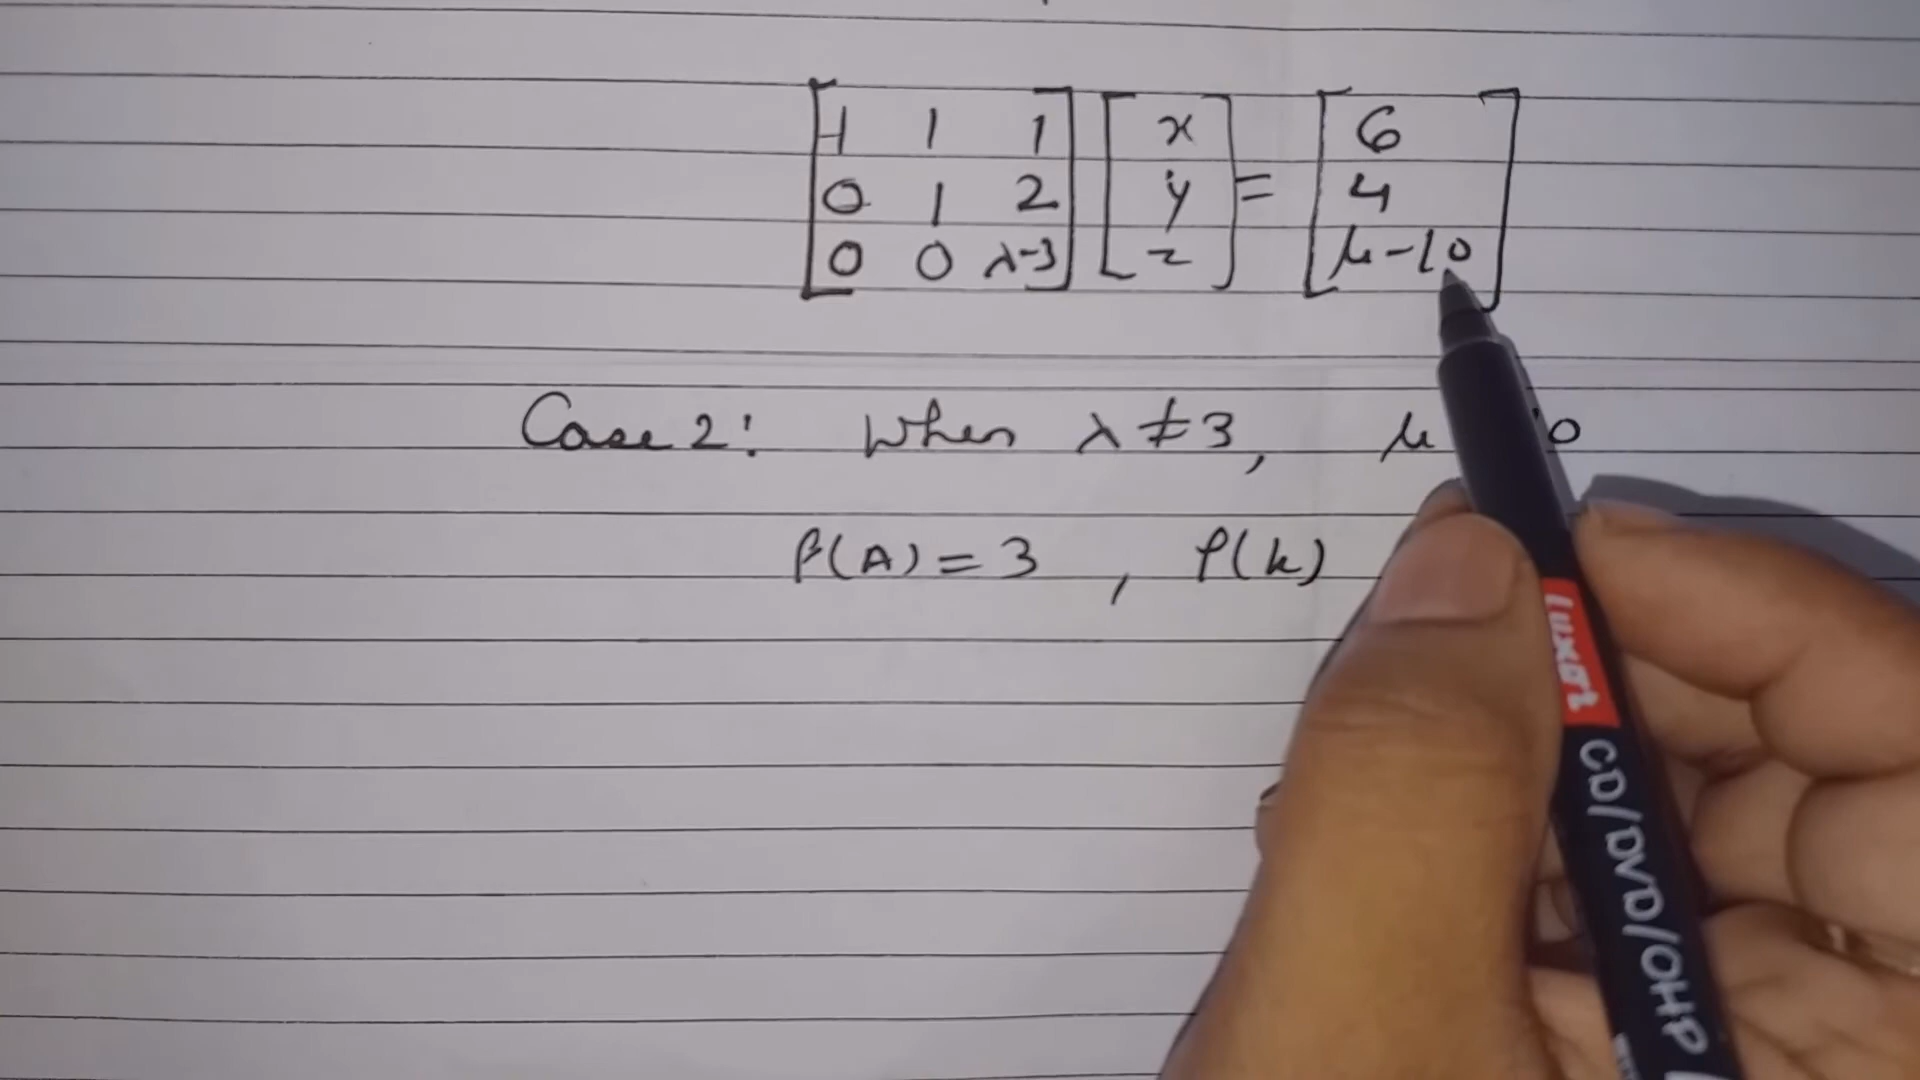 1 1 1 x 6
0 1 2 y = 4
0 0 λ-3 z μ-10
Case 2: When λ ≠ 3, μ
ρ(A) = 3 , ρ(k)
Luxor
CD/DVD/OHP